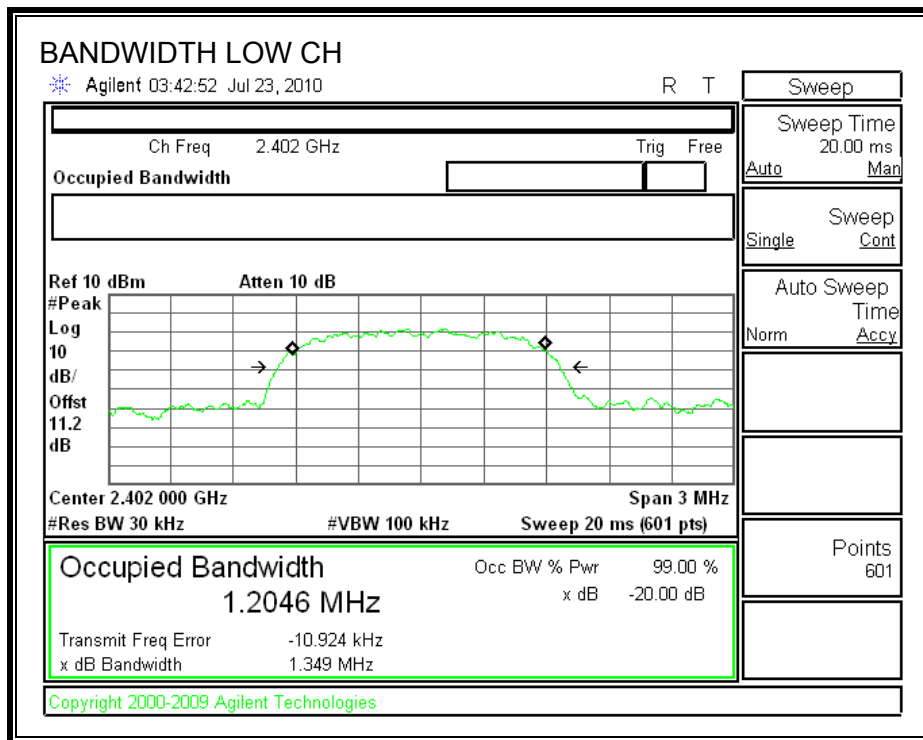 BANDWIDTH LOW CH
Agilent 03:42:52 Jul 23, 2010 R T
Ch Freq 2.402 GHz Trig Free
Occupied Bandwidth
Ref 10 dBm Atten 10 dB
#Peak
Log
10
dB/
Offst
11.2
dB
Center 2.402 000 GHz Span 3 MHz
#Res BW 30 kHz #VBW 100 kHz Sweep 20 ms (601 pts)
Occupied Bandwidth Occ BW % Pwr 99.00 %
1.2046 MHz x dB -20.00 dB
Transmit Freq Error -10.924 kHz
x dB Bandwidth 1.349 MHz
Copyright 2000-2009 Agilent Technologies
Sweep
Sweep Time
20.00 ms
Auto Man
Sweep
Single Cont
Auto Sweep
Time
Norm Accy
Points
601